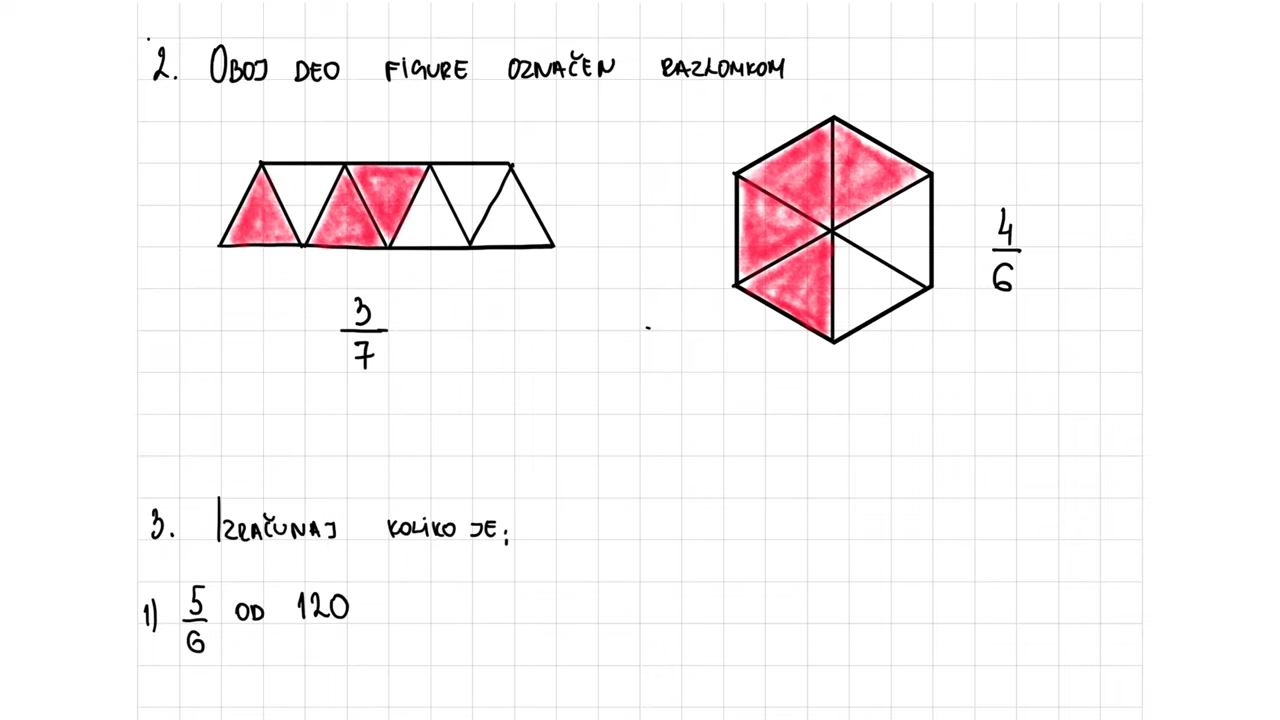 2. OBOJ DEO FIGURE OZNAČEN RAZLOMKOM
3/7
4/6
3. IZRAČUNAJ KOLIKO JE:
1) 5/6 OD 120